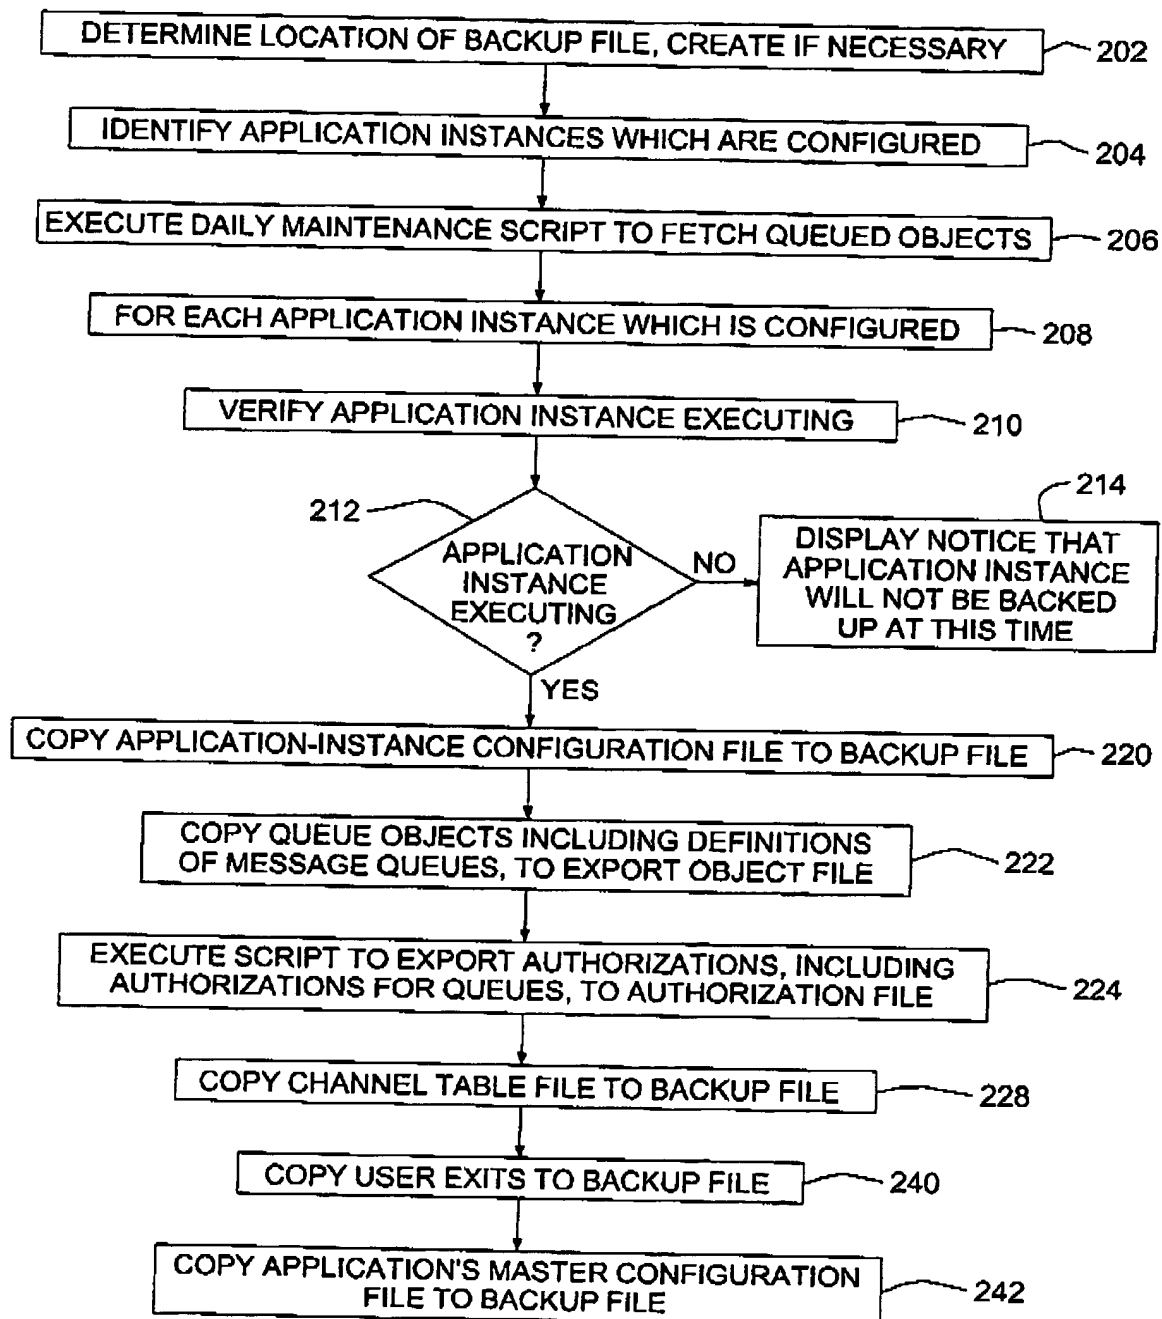 DETERMINE LOCATION OF BACKUP FILE, CREATE IF NECESSARY
202
IDENTIFY APPLICATION INSTANCES WHICH ARE CONFIGURED
204
EXECUTE DAILY MAINTENANCE SCRIPT TO FETCH QUEUED OBJECTS
206
FOR EACH APPLICATION INSTANCE WHICH IS CONFIGURED
208
VERIFY APPLICATION INSTANCE EXECUTING
210
212
APPLICATION
INSTANCE
EXECUTING
?
NO
214
DISPLAY NOTICE THAT
APPLICATION INSTANCE
WILL NOT BE BACKED
UP AT THIS TIME
YES
COPY APPLICATION-INSTANCE CONFIGURATION FILE TO BACKUP FILE
220
COPY QUEUE OBJECTS INCLUDING DEFINITIONS
OF MESSAGE QUEUES, TO EXPORT OBJECT FILE
222
EXECUTE SCRIPT TO EXPORT AUTHORIZATIONS, INCLUDING
AUTHORIZATIONS FOR QUEUES, TO AUTHORIZATION FILE
224
COPY CHANNEL TABLE FILE TO BACKUP FILE
228
COPY USER EXITS TO BACKUP FILE
240
COPY APPLICATION'S MASTER CONFIGURATION
FILE TO BACKUP FILE
242